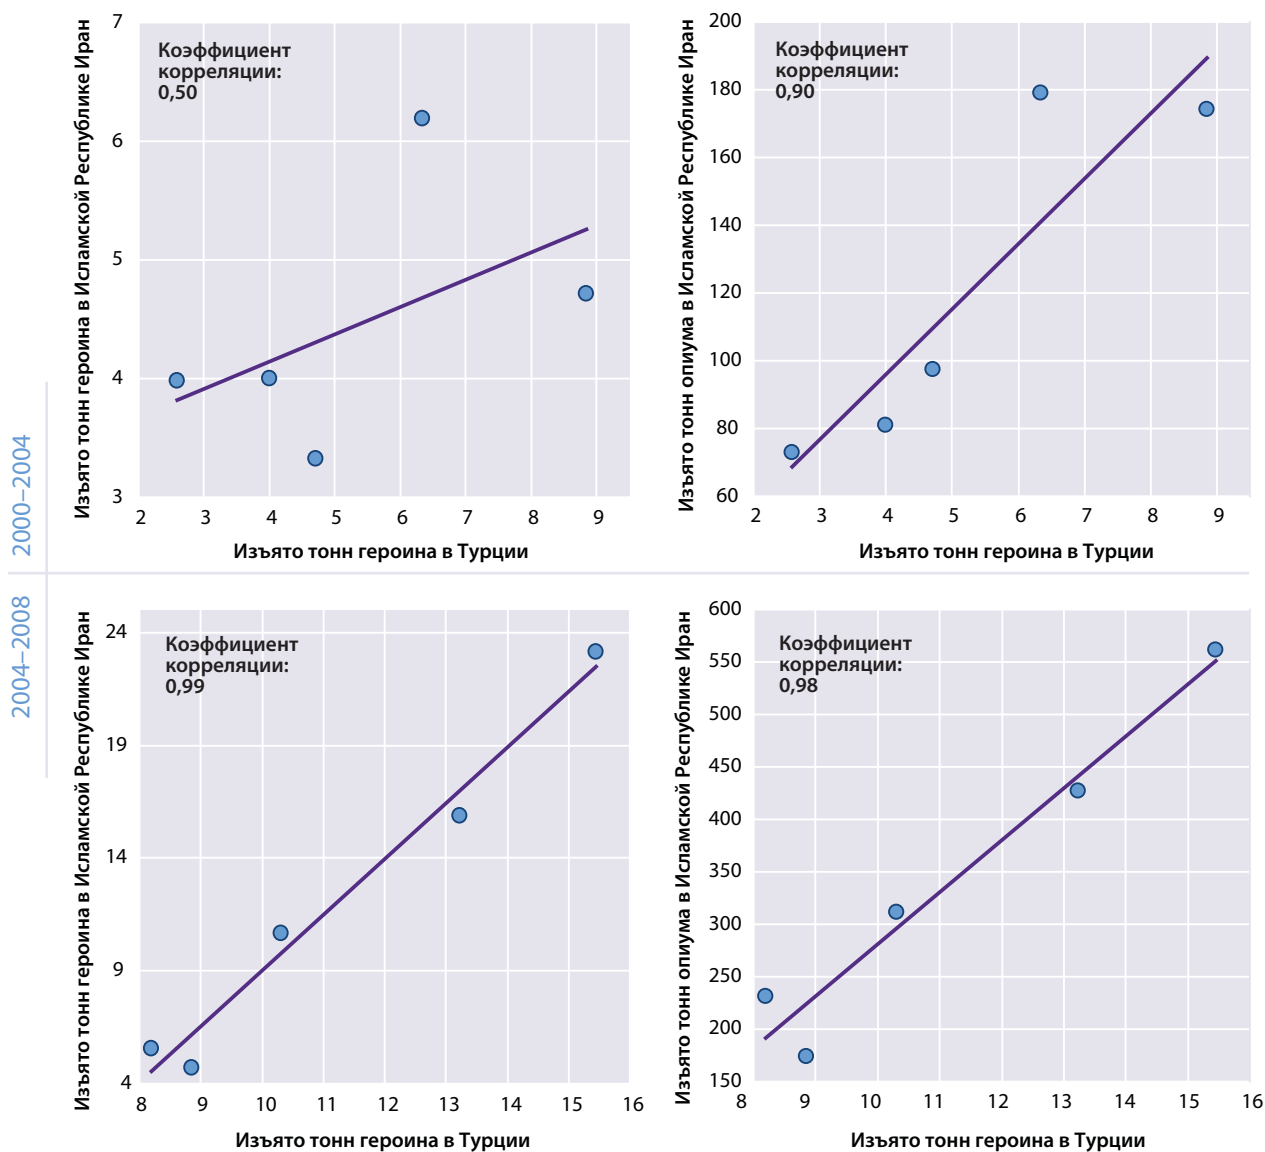 2000–2004
Изъято тонн героина в Исламской Республике Иран
Коэффициент
корреляции:
0,50
7
6
5
4
3
2 3 4 5 6 7 8 9
Изъято тонн героина в Турции
Изъято тонн опиума в Исламской Республике Иран
Коэффициент
корреляции:
0,90
200
180
160
140
120
100
80
60
2 3 4 5 6 7 8 9
Изъято тонн героина в Турции
2004–2008
Изъято тонн героина в Исламской Республике Иран
Коэффициент
корреляции:
0,99
24
19
14
9
4
8 9 10 11 12 13 14 15 16
Изъято тонн героина в Турции
Изъято тонн опиума в Исламской Республике Иран
Коэффициент
корреляции:
0,98
600
550
500
450
400
350
300
250
200
150
8 9 10 11 12 13 14 15 16
Изъято тонн героина в Турции